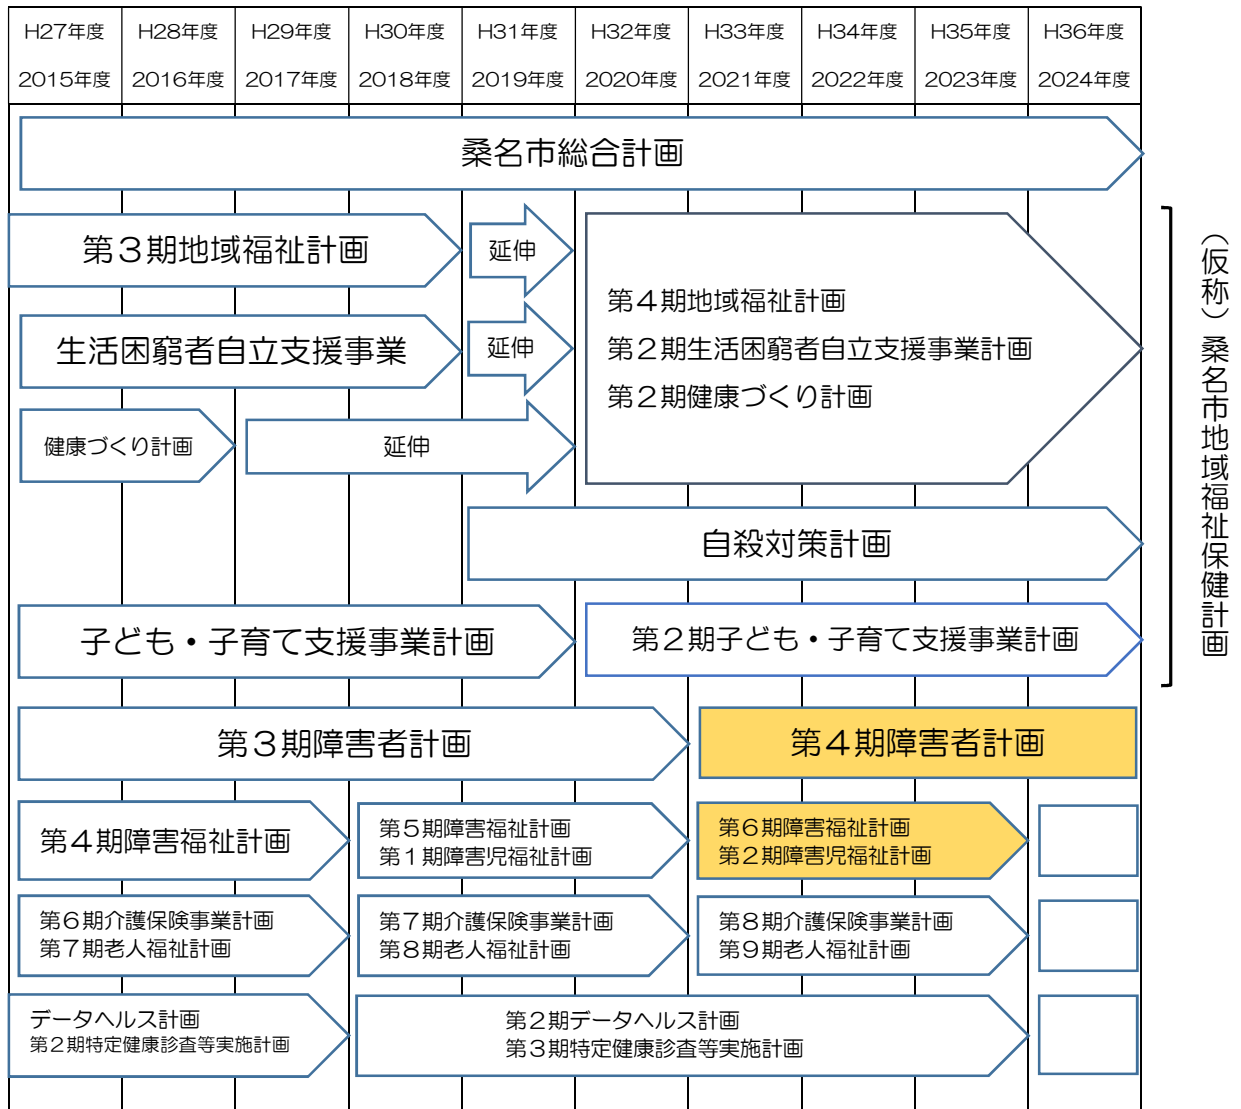 H27年度 H28年度 H29年度 H30年度 H31年度 H32年度 H33年度 H34年度 H35年度 H36年度
2015年度 2016年度 2017年度 2018年度 2019年度 2020年度 2021年度 2022年度 2023年度 2024年度
桑名市総合計画
第３期地域福祉計画
延伸
生活困窮者自立支援事業
延伸
健康づくり計画
延伸
第４期地域福祉計画
第２期生活困窮者自立支援事業計画
第２期健康づくり計画
自殺対策計画
子ども・子育て支援事業計画
第２期子ども・子育て支援事業計画
（仮称）桑名市地域福祉保健計画
第３期障害者計画
第４期障害者計画
第４期障害福祉計画
第５期障害福祉計画
第１期障害児福祉計画
第６期障害福祉計画
第２期障害児福祉計画
第６期介護保険事業計画
第７期老人福祉計画
第７期介護保険事業計画
第８期老人福祉計画
第８期介護保険事業計画
第９期老人福祉計画
データヘルス計画
第２期特定健康診査等実施計画
第２期データヘルス計画
第３期特定健康診査等実施計画